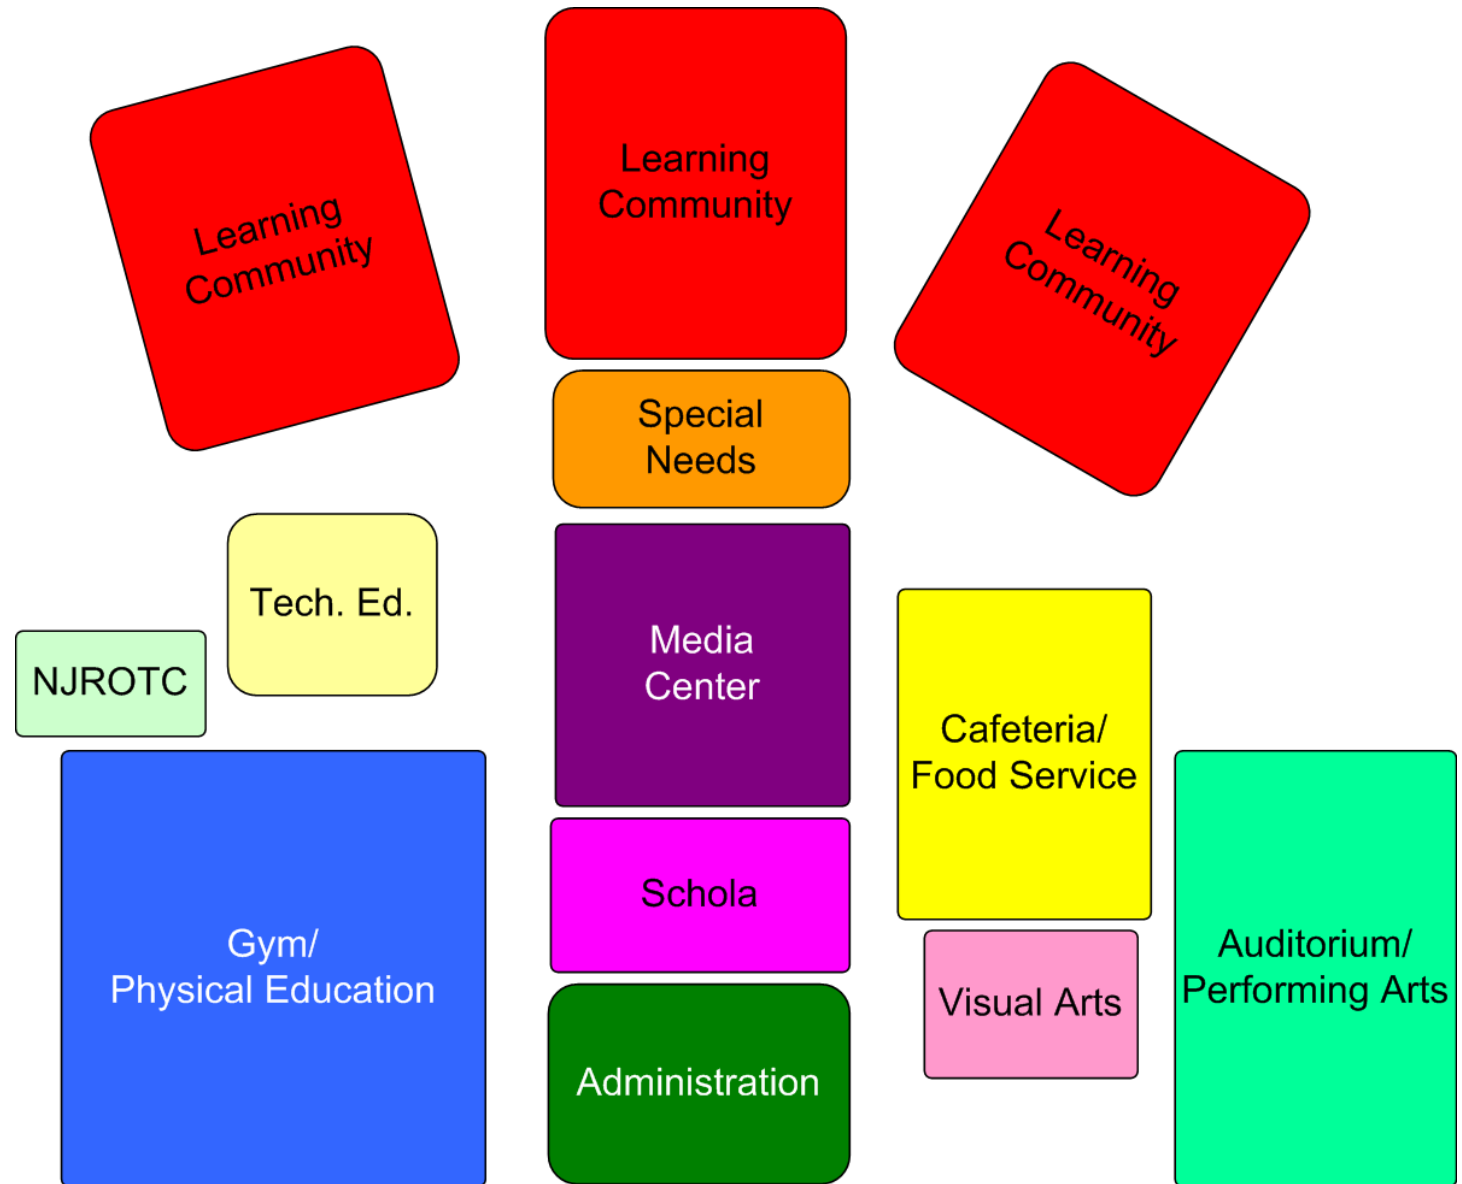 Learning
Community
Learning
Community
Learning
Community
Special
Needs
Tech. Ed.
NJROTC
Media
Center
Cafeteria/
Food Service
Schola
Gym/
Physical Education
Visual Arts
Auditorium/
Performing Arts
Administration